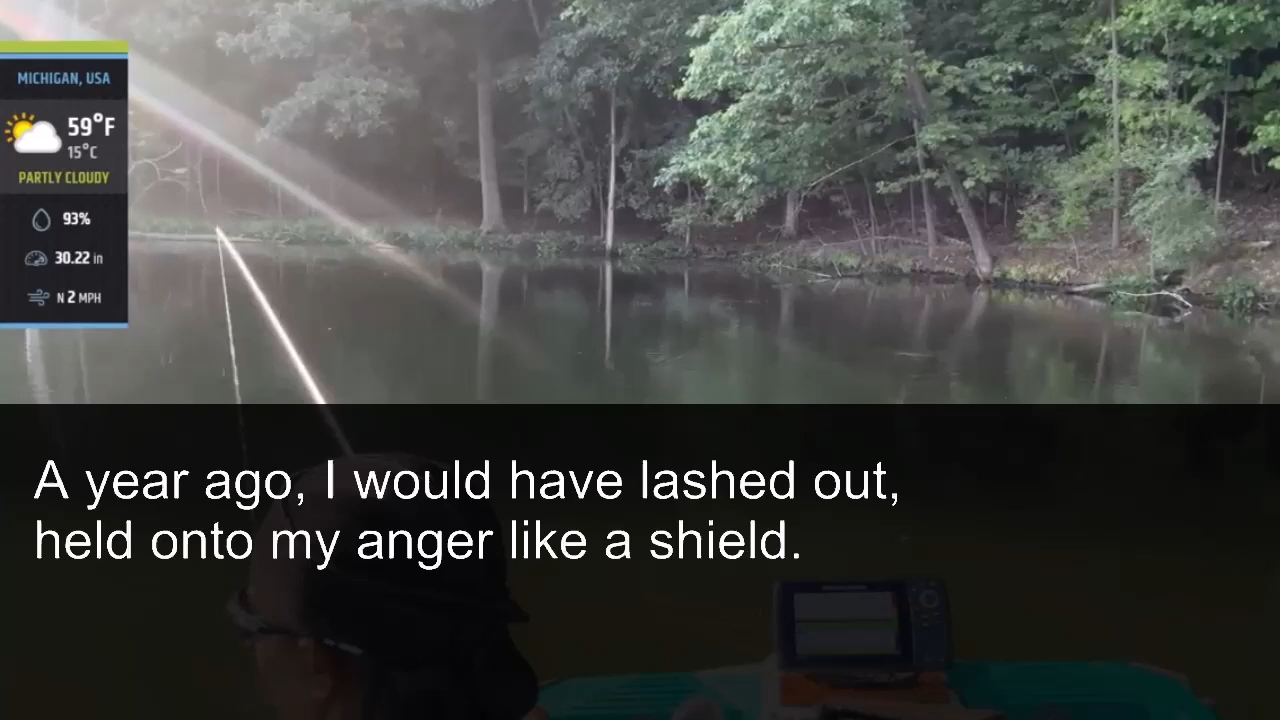 MICHIGAN, USA
59°F
15°C
PARTLY CLOUDY
93%
30.22 in
N 2 MPH
A year ago, I would have lashed out,
held onto my anger like a shield.